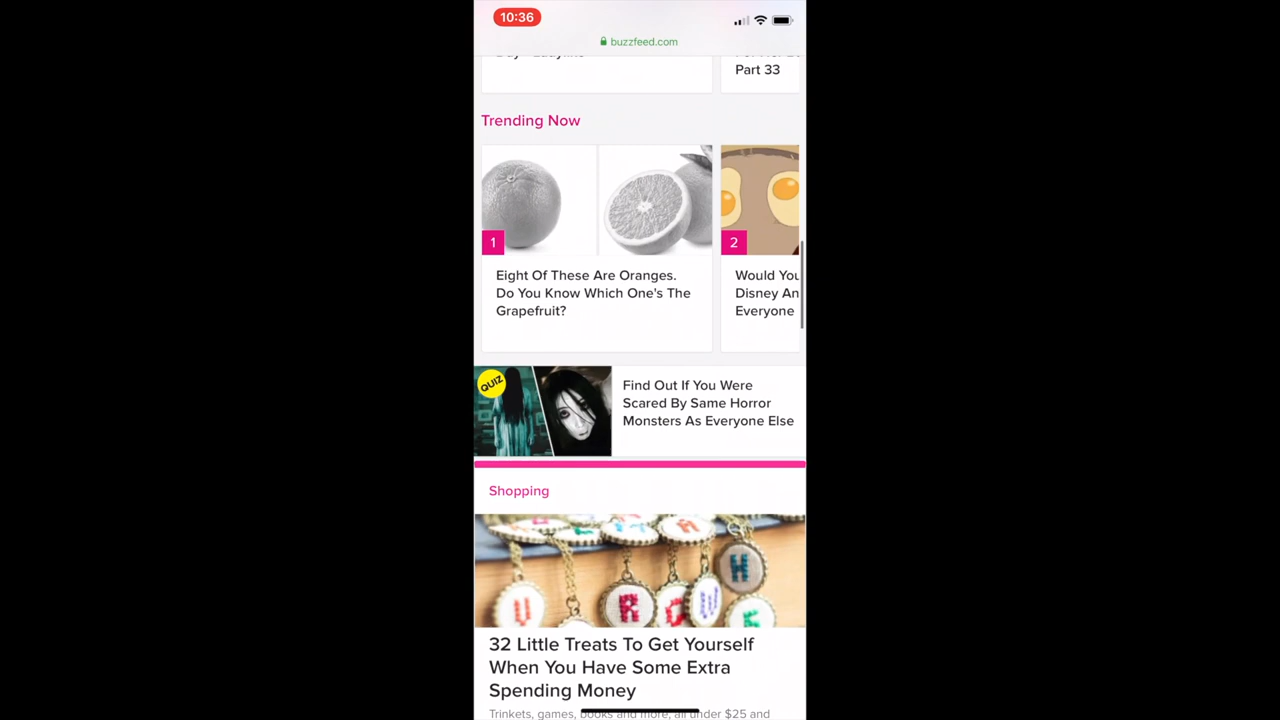 10:36
buzzfeed.com
Part 33
Trending Now
1
2
Eight Of These Are Oranges.
Do You Know Which One's The
Grapefruit?
Would You
Disney An
Everyone
QUIZ
Find Out If You Were
Scared By Same Horror
Monsters As Everyone Else
Shopping
U
R
H
32 Little Treats To Get Yourself
When You Have Some Extra
Spending Money
Trinkets, games, books and more, all under $25 and